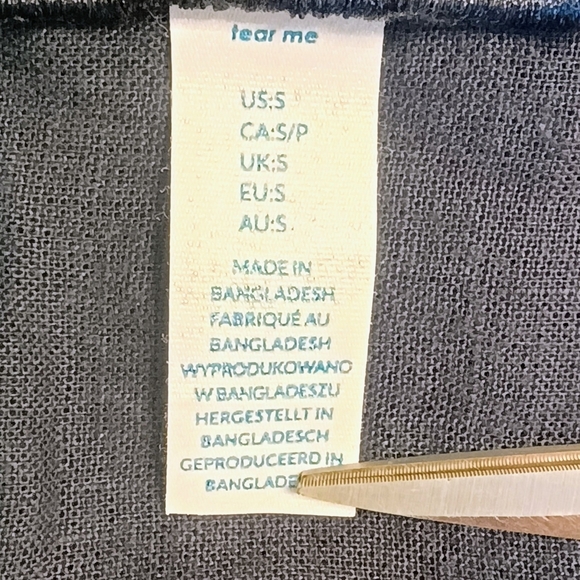 tear me
US:S
CA:S/P
UK:S
EU:S
AU:S
MADE IN
BANGLADESH
FABRIQUÉ AU
BANGLADESH
WYPRODUKOWANO
W BANGLADESZU
HERGESTELLT IN
BANGLADESCH
GEPRODUCEERD IN
BANGLADE